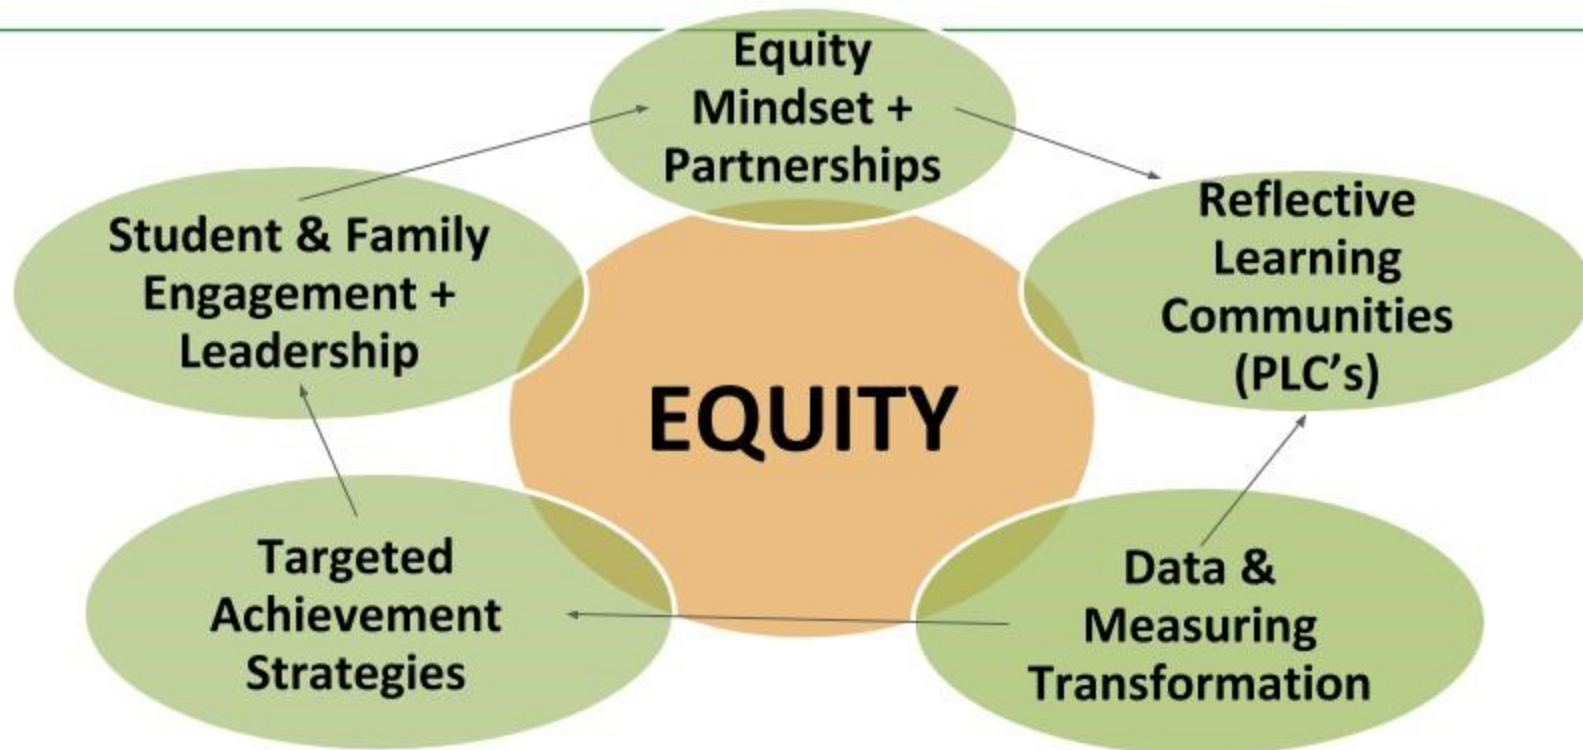 Equity
Mindset +
Partnerships
Student & Family
Engagement +
Leadership
Reflective
Learning
Communities
(PLC’s)
EQUITY
Targeted
Achievement
Strategies
Data &
Measuring
Transformation